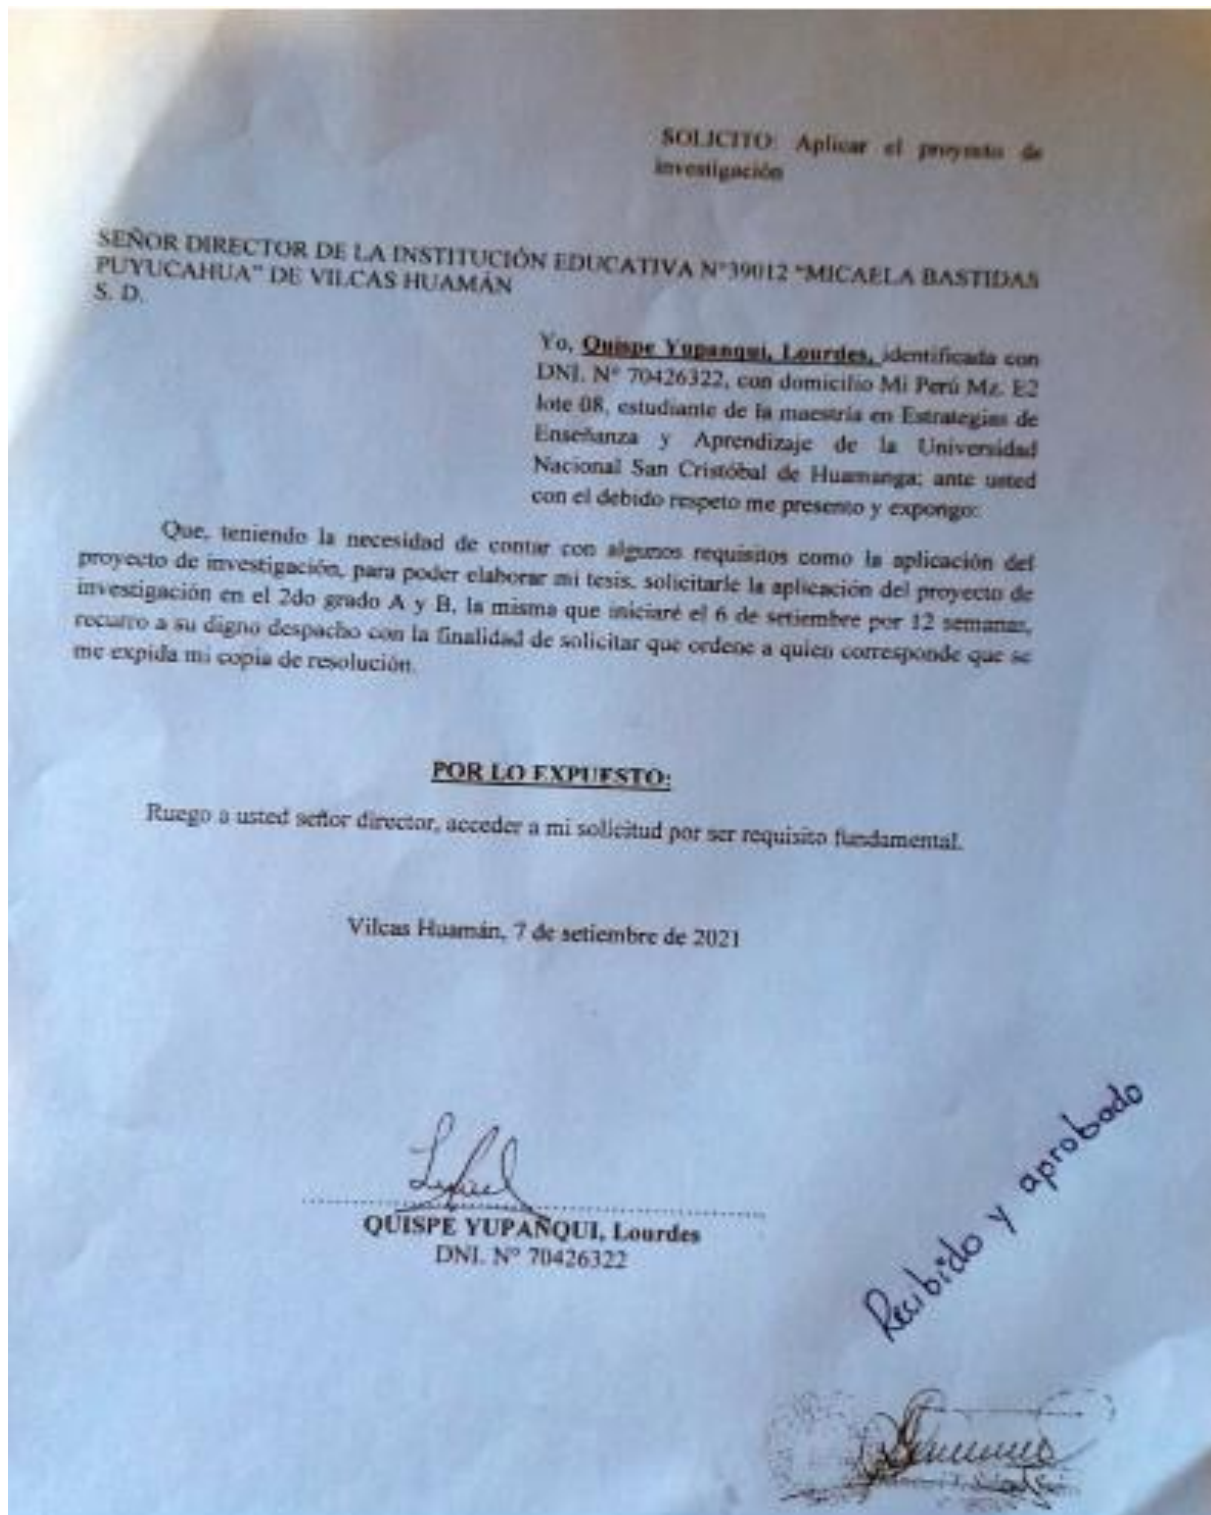 SOLICITO: Aplicar el proyecto de
investigación
SEÑOR DIRECTOR DE LA INSTITUCIÓN EDUCATIVA N°39012 "MICAELA BASTIDAS
PUYUCAHUA" DE VILCAS HUAMÁN
S. D.
Yo, Quispe Yupanqui, Lourdes, identificada con
DNI. N° 70426322, con domicilio Mi Perú Mz. E2
lote 08, estudiante de la maestría en Estrategias de
Enseñanza y Aprendizaje de la Universidad
Nacional San Cristóbal de Huamanga; ante usted
con el debido respeto me presento y expongo:
Que, teniendo la necesidad de contar con algunos requisitos como la aplicación del
proyecto de investigación, para poder elaborar mi tesis, solicitarle la aplicación del proyecto de
investigación en el 2do grado A y B, la misma que iniciaré el 6 de setiembre por 12 semanas,
recurro a su digno despacho con la finalidad de solicitar que ordene a quien corresponde que se
me expida mi copia de resolución.
POR LO EXPUESTO:
Ruego a usted señor director, acceder a mi solicitud por ser requisito fundamental.
Vilcas Huamán, 7 de setiembre de 2021
QUISPE YUPANQUI, Lourdes
DNI. N° 70426322
Recibido y aprobado